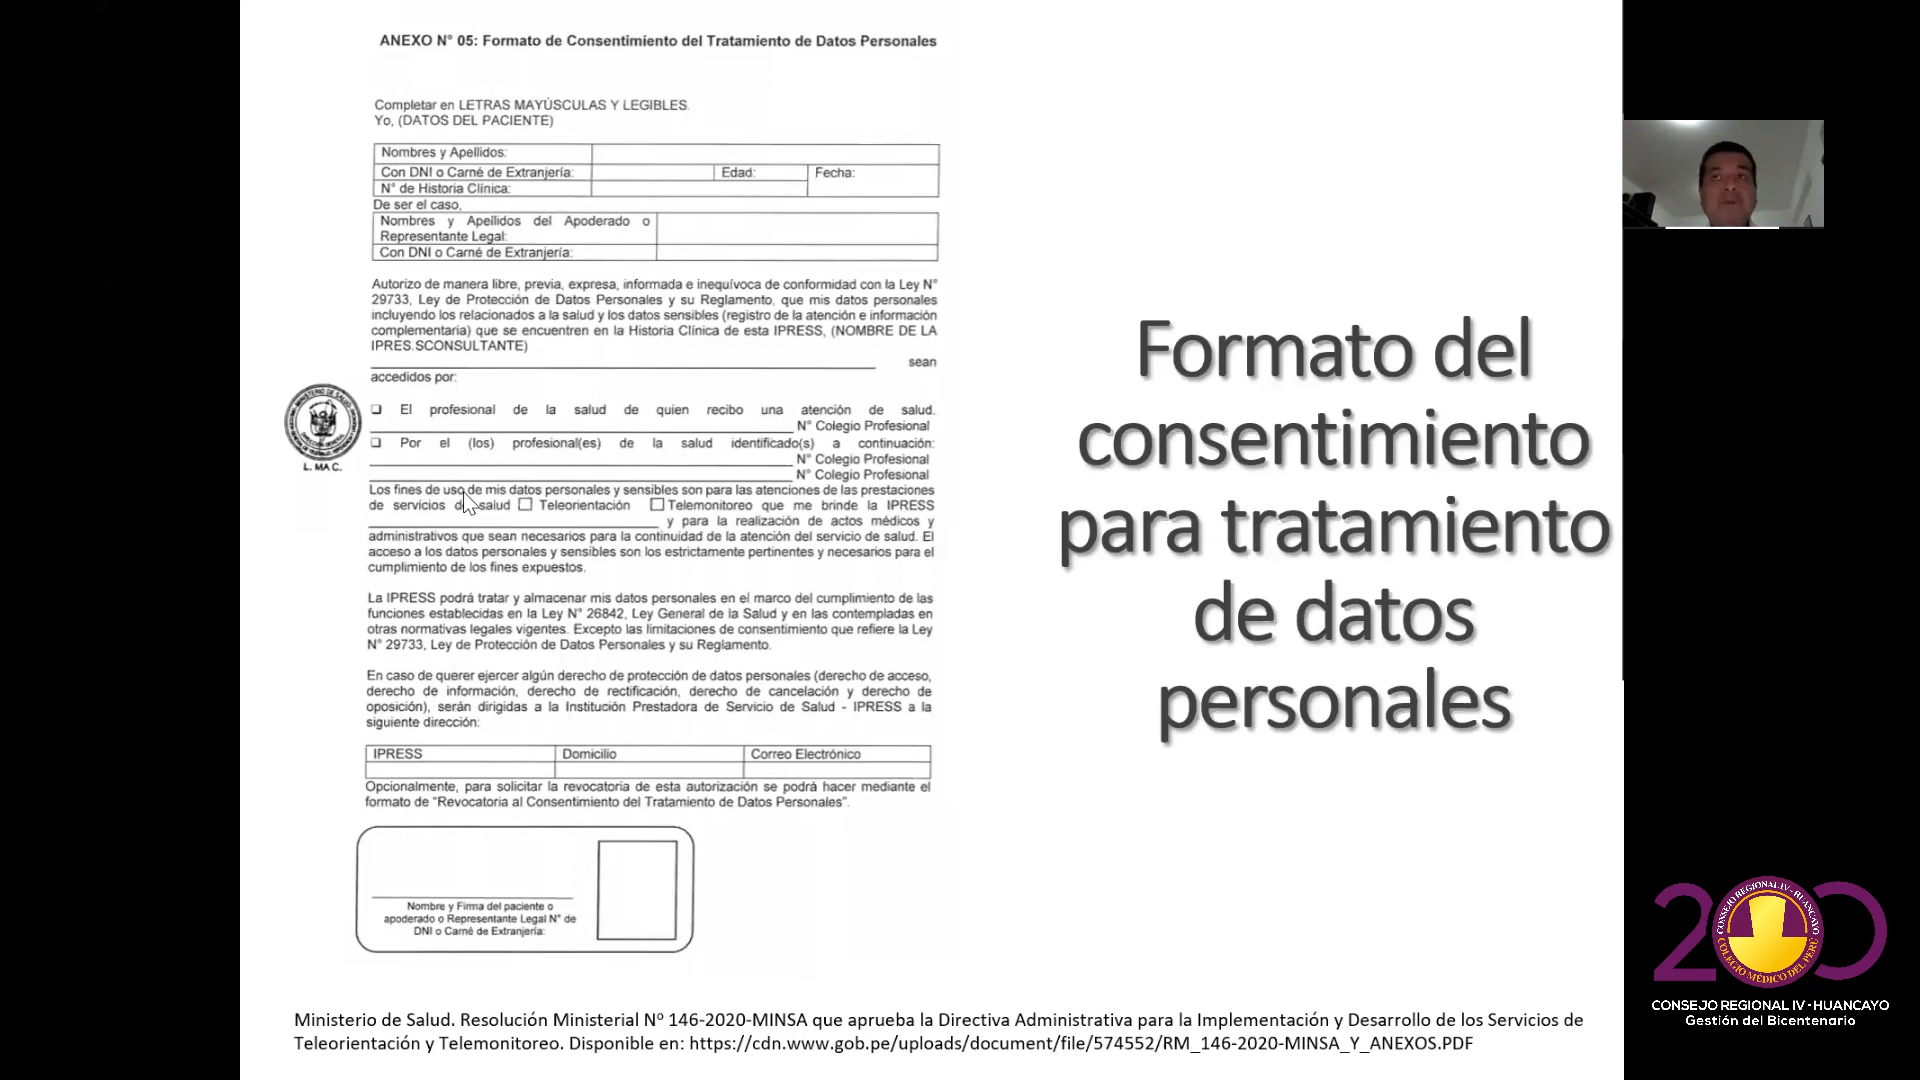 ANEXO N° 05: Formato de Consentimiento del Tratamiento de Datos Personales
Completar en LETRAS MAYÚSCULAS Y LEGIBLES.
Yo, (DATOS DEL PACIENTE)
Nombres y Apellidos:
Con DNI o Carné de Extranjería: Edad: Fecha:
N° de Historia Clínica:
De ser el caso,
Nombres y Apellidos del Apoderado o
Representante Legal:
Con DNI o Carné de Extranjería:
Autorizo de manera libre, previa, expresa, informada e inequívoca de conformidad con la Ley N°
29733, Ley de Protección de Datos Personales y su Reglamento, que mis datos personales
incluyendo los relacionados a la salud y los datos sensibles (registro de la atención e información
complementaria) que se encuentren en la Historia Clínica de esta IPRESS, (NOMBRE DE LA
IPRES.SCONSULTANTE)
sean
accedidos por:
El profesional de la salud de quien recibo una atención de salud.
N° Colegio Profesional
Por el (los) profesional(es) de la salud identificado(s) a continuación:
N° Colegio Profesional
N° Colegio Profesional
Los fines de uso de mis datos personales y sensibles son para las atenciones de las prestaciones
de servicios de salud Teleorientación Telemonitoreo que me brinde la IPRESS
y para la realización de actos médicos y
administrativos que sean necesarios para la continuidad de la atención del servicio de salud. El
acceso a los datos personales y sensibles son los estrictamente pertinentes y necesarios para el
cumplimiento de los fines expuestos.
La IPRESS podrá tratar y almacenar mis datos personales en el marco del cumplimiento de las
funciones establecidas en la Ley N° 26842, Ley General de la Salud y en las contempladas en
otras normativas legales vigentes. Excepto las limitaciones de consentimiento que refiere la Ley
N° 29733, Ley de Protección de Datos Personales y su Reglamento.
En caso de querer ejercer algún derecho de protección de datos personales (derecho de acceso,
derecho de información, derecho de rectificación, derecho de cancelación y derecho de
oposición), serán dirigidas a la Institución Prestadora de Servicio de Salud - IPRESS a la
siguiente dirección:
IPRESS Domicilio Correo Electrónico
Opcionalmente, para solicitar la revocatoria de esta autorización se podrá hacer mediante el
formato de "Revocatoria al Consentimiento del Tratamiento de Datos Personales".
Nombre y Firma del paciente o
apoderado o Representante Legal N° de
DNI o Carné de Extranjería:
L. MA C.
Formato del
consentimiento
para tratamiento
de datos
personales
Ministerio de Salud. Resolución Ministerial Nº 146-2020-MINSA que aprueba la Directiva Administrativa para la Implementación y Desarrollo de los Servicios de
Teleorientación y Telemonitoreo. Disponible en: https://cdn.www.gob.pe/uploads/document/file/574552/RM_146-2020-MINSA_Y_ANEXOS.PDF
200
CONSEJO REGIONAL IV - HUANCAYO
COLEGIO MÉDICO DEL PERÚ
CONSEJO REGIONAL IV - HUANCAYO
Gestión del Bicentenario